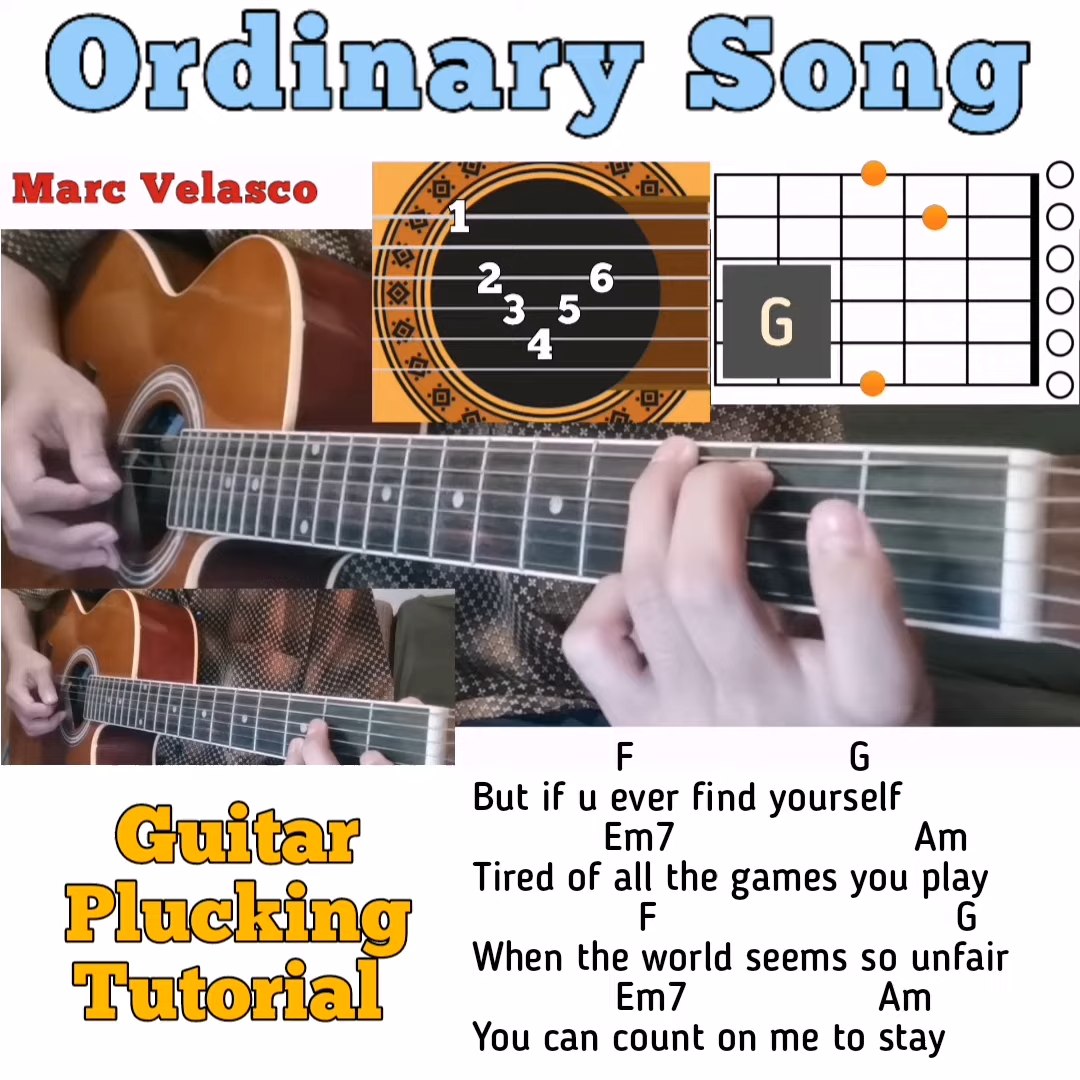 Ordinary Song
Marc Velasco
1
2 6
3 5
4
G
Guitar
Plucking
Tutorial
F G
But if u ever find yourself
Em7 Am
Tired of all the games you play
F G
When the world seems so unfair
Em7 Am
You can count on me to stay